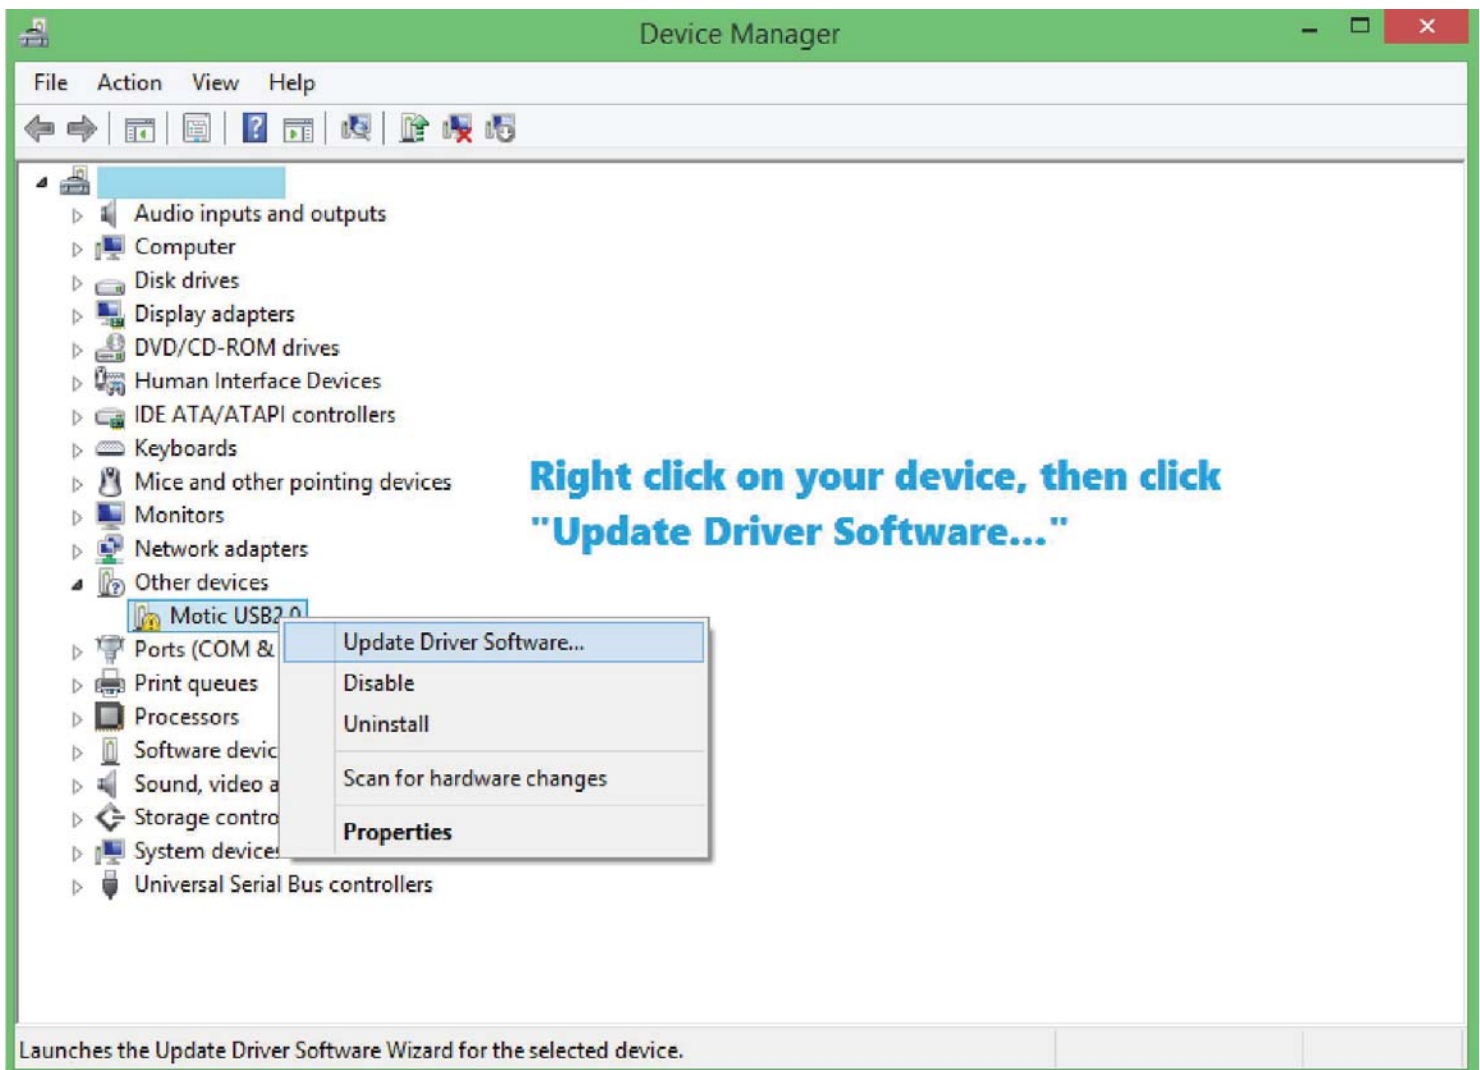 Device Manager
File Action View Help
Audio inputs and outputs
Computer
Disk drives
Display adapters
DVD/CD-ROM drives
Human Interface Devices
IDE ATA/ATAPI controllers
Keyboards
Mice and other pointing devices
Monitors
Network adapters
Other devices
Motic USB2.0
Ports (COM &
Print queues
Processors
Software devic
Sound, video a
Storage contro
System devices
Universal Serial Bus controllers
Right click on your device, then click
"Update Driver Software..."
Update Driver Software...
Disable
Uninstall
Scan for hardware changes
Properties
Launches the Update Driver Software Wizard for the selected device.